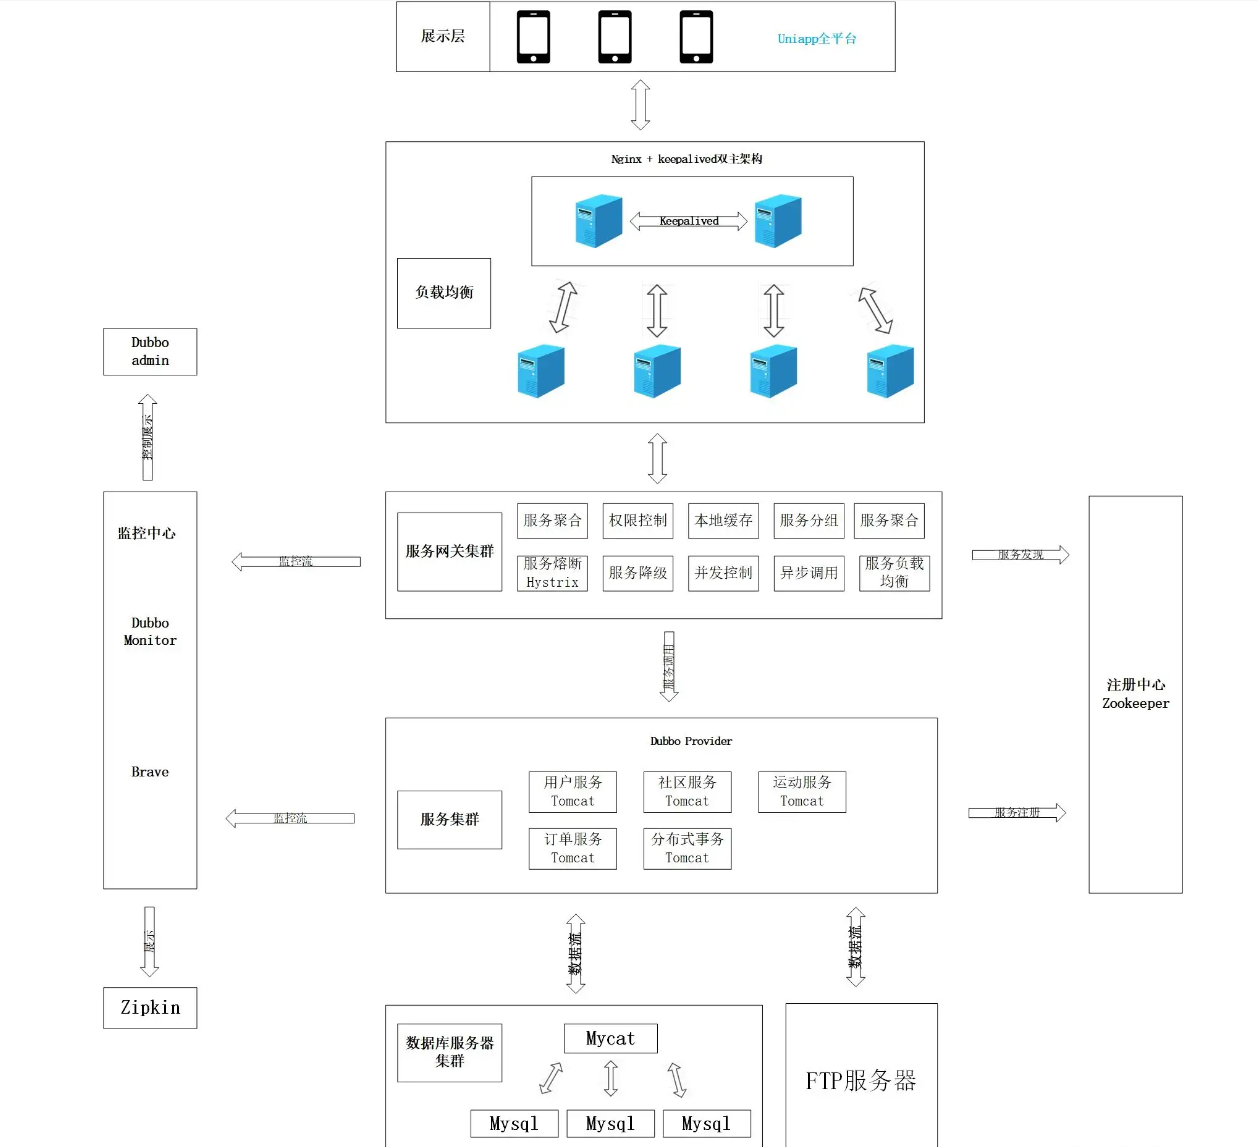 展示层
Uniapp全平台
Nginx + keepalived双主架构
Keepalived
负载均衡
Dubbo
admin
控制展示
监控中心
Dubbo
Monitor
Brave
监控流
监控流
展示
Zipkin
服务网关集群
服务聚合
权限控制
本地缓存
服务分组
服务聚合
服务熔断
Hystrix
服务降级
并发控制
异步调用
服务负载
均衡
服务发现
服务调用
注册中心
Zookeeper
Dubbo Provider
服务集群
用户服务
Tomcat
社区服务
Tomcat
运动服务
Tomcat
订单服务
Tomcat
分布式事务
Tomcat
服务注册
数据流
数据流
数据库服务器
集群
Mycat
Mysql
Mysql
Mysql
FTP服务器